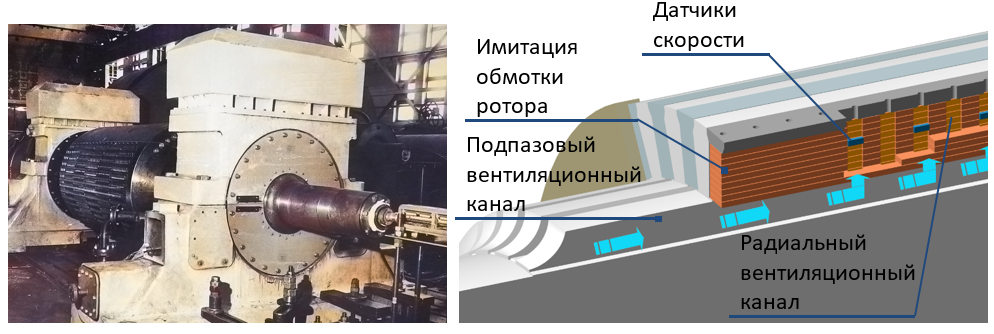 Датчики
скорости
Имитация
обмотки
ротора
Подпазовый
вентиляционный
канал
Радиальный
вентиляционный
канал